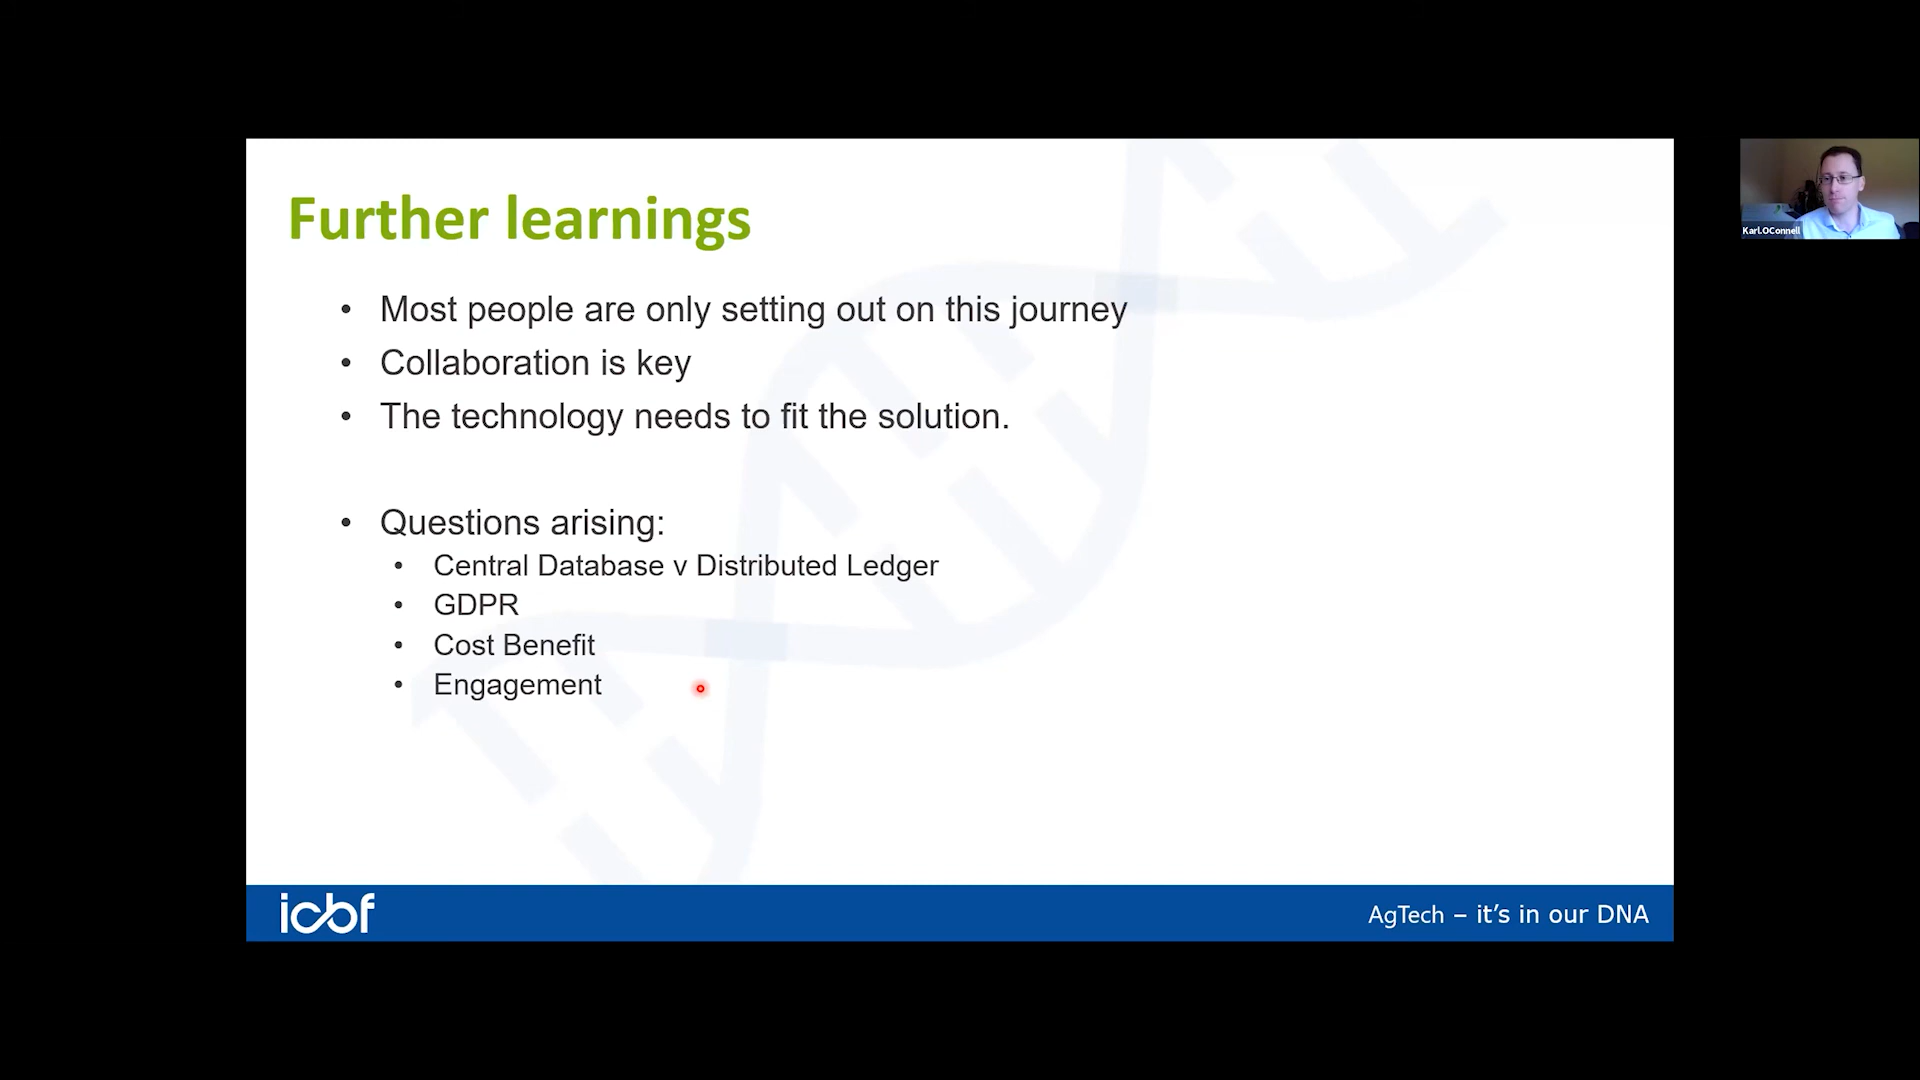 Further learnings
• Most people are only setting out on this journey
• Collaboration is key
• The technology needs to fit the solution.
• Questions arising:
• Central Database v Distributed Ledger
• GDPR
• Cost Benefit
• Engagement
icbf
AgTech – it’s in our DNA
Karl.OConnell